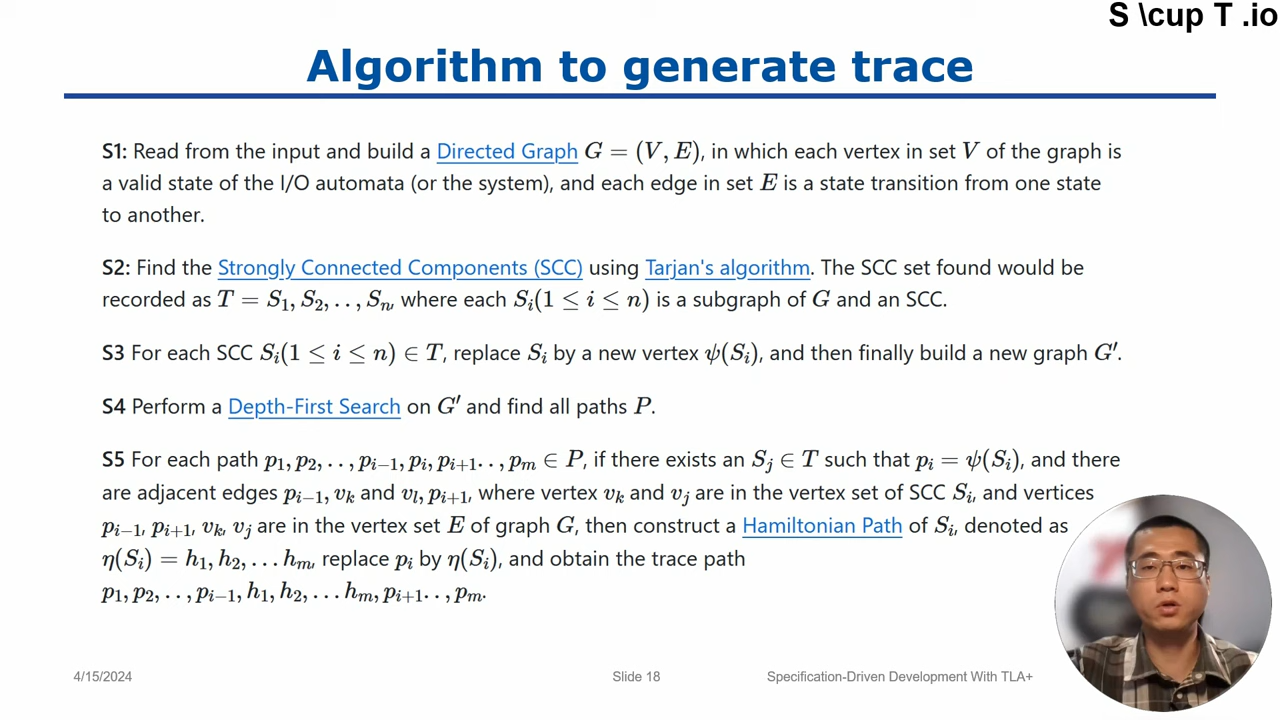 S \cup T .io
Algorithm to generate trace
S1: Read from the input and build a Directed Graph G = (V, E), in which each vertex in set V of the graph is
a valid state of the I/O automata (or the system), and each edge in set E is a state transition from one state
to another.
S2: Find the Strongly Connected Components (SCC) using Tarjan's algorithm. The SCC set found would be
recorded as T = S₁, S₂, . . , Sₙ, where each Sᵢ(1 ≤ i ≤ n) is a subgraph of G and an SCC.
S3 For each SCC Sᵢ(1 ≤ i ≤ n) ∈ T, replace Sᵢ by a new vertex ψ(Sᵢ), and then finally build a new graph G′.
S4 Perform a Depth-First Search on G′ and find all paths P.
S5 For each path p₁, p₂, . . , pᵢ₋₁, pᵢ, pᵢ₊₁. . , pₘ ∈ P, if there exists an Sⱼ ∈ T such that pᵢ = ψ(Sᵢ), and there
are adjacent edges pᵢ₋₁, vₖ and vₗ, pᵢ₊₁, where vertex vₖ and vⱼ are in the vertex set of SCC Sᵢ, and vertices
pᵢ₋₁, pᵢ₊₁, vₖ, vⱼ are in the vertex set E of graph G, then construct a Hamiltonian Path of Sᵢ, denoted as
η(Sᵢ) = h₁, h₂, . . . hₘ, replace pᵢ by η(Sᵢ), and obtain the trace path
p₁, p₂, . . , pᵢ₋₁, h₁, h₂, . . . hₘ, pᵢ₊₁. . , pₘ.
4/15/2024
Slide 18
Specification-Driven Development With TLA+